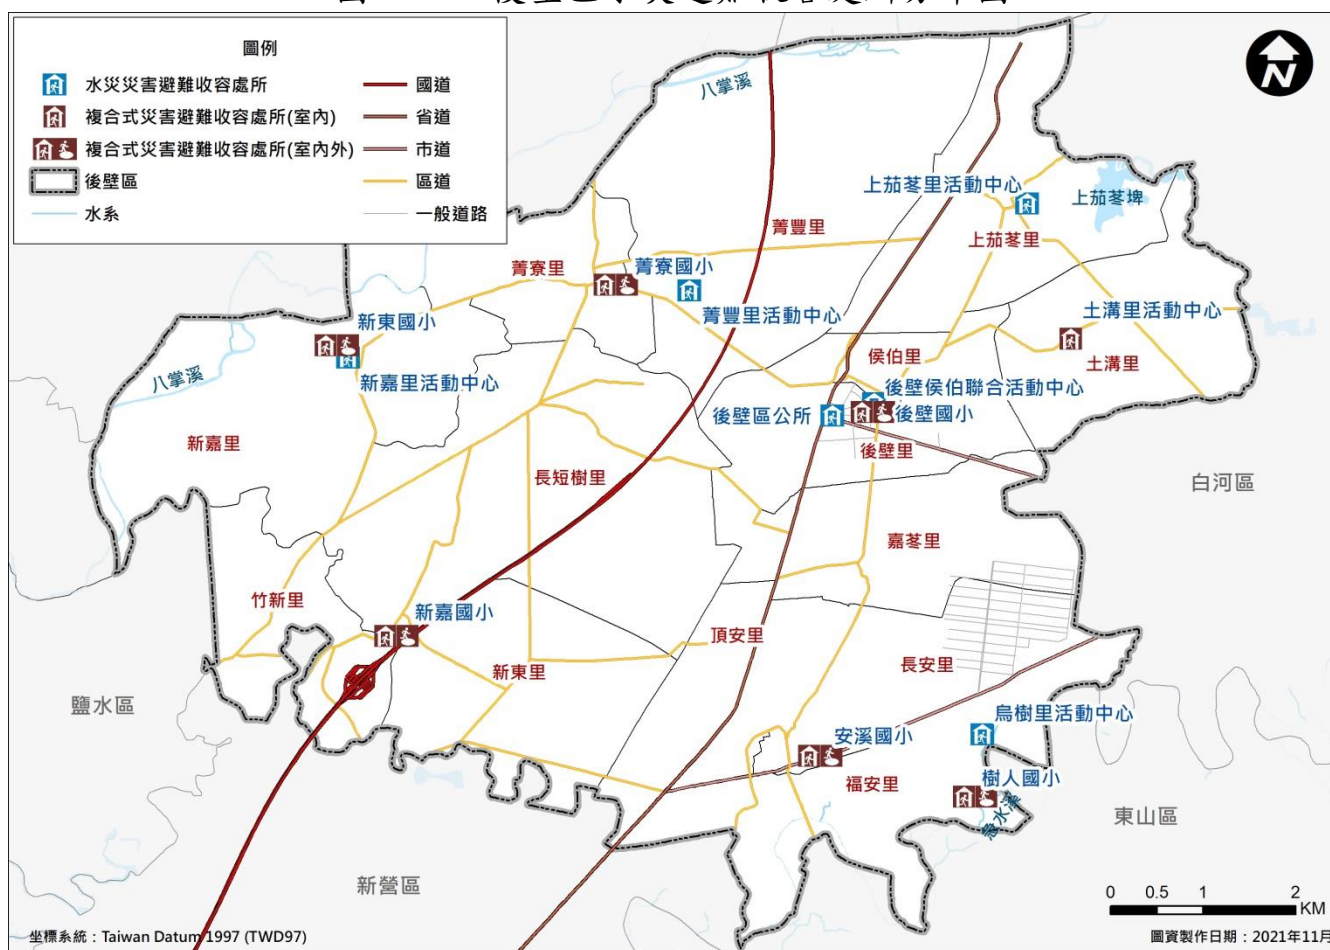 圖例
水災災害避難收容處所
複合式災害避難收容處所(室內)
複合式災害避難收容處所(室內外)
後壁區
水系
國道
省道
市道
區道
一般道路
N
八掌溪
上茄苳里活動中心
上茄苳埤
菁豐里
上茄苳里
菁寮里
菁寮國小
菁豐里活動中心
土溝里活動中心
新東國小
侯伯里
土溝里
八掌溪
新嘉里活動中心
後壁侯伯聯合活動中心
後壁區公所
後壁國小
新嘉里
後壁里
長短樹里
白河區
嘉苳里
竹新里
新嘉國小
頂安里
新東里
長安里
鹽水區
烏樹里活動中心
安溪國小
福安里
樹人國小
急水溪
東山區
新營區
0 0.5 1 2
KM
坐標系統：Taiwan Datum 1997 (TWD97)
圖資製作日期：2021年11月